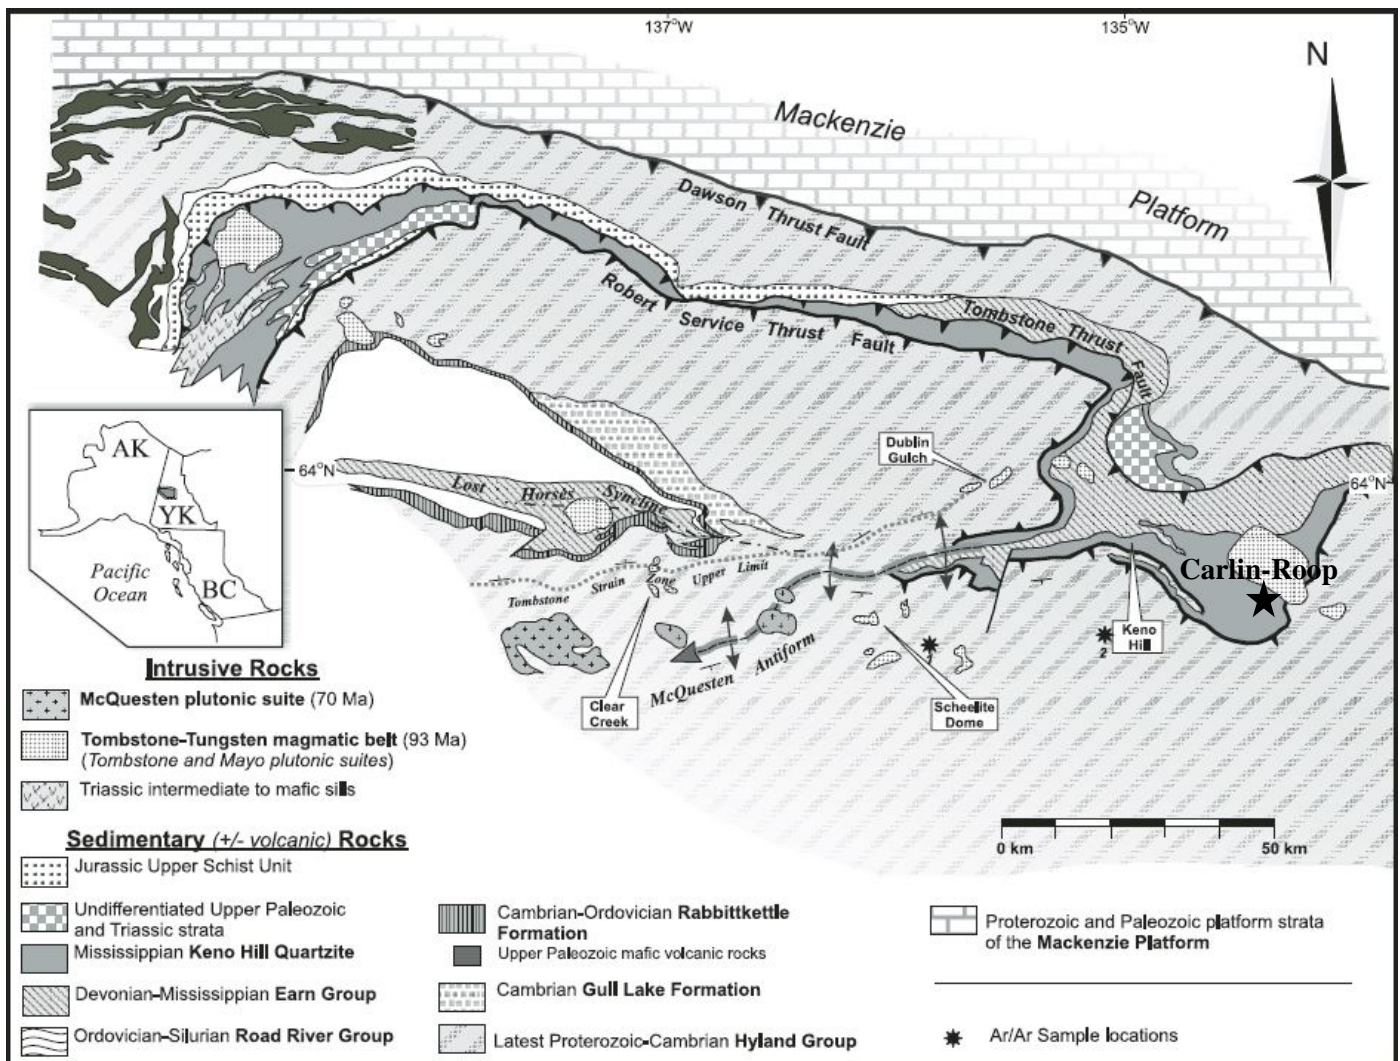 137°W
135°W
N
Mackenzie
Platform
Dawson Thrust Fault
Robert Service Thrust Fault
Tombstone Thrust Fault
64°N
64°N
Dublin
Gulch
Lost Horses Syncline
Tombstone Strain Zone Upper Limit
McQuesten Antiform
Carlin-Roop
Keno
Hill
1
2
Clear
Creek
Scheelite
Dome
AK
YK
BC
Pacific
Ocean
0 km
50 km
Intrusive Rocks
McQuesten plutonic suite (70 Ma)
Tombstone-Tungsten magmatic belt (93 Ma)
(Tombstone and Mayo plutonic suites)
Triassic intermediate to mafic sills
Sedimentary (+/- volcanic) Rocks
Jurassic Upper Schist Unit
Undifferentiated Upper Paleozoic
and Triassic strata
Mississippian Keno Hill Quartzite
Devonian-Mississippian Earn Group
Ordovician-Silurian Road River Group
Cambrian-Ordovician Rabbittkettle
Formation
Upper Paleozoic mafic volcanic rocks
Cambrian Gull Lake Formation
Latest Proterozoic-Cambrian Hyland Group
Proterozoic and Paleozoic platform strata
of the Mackenzie Platform
Ar/Ar Sample locations